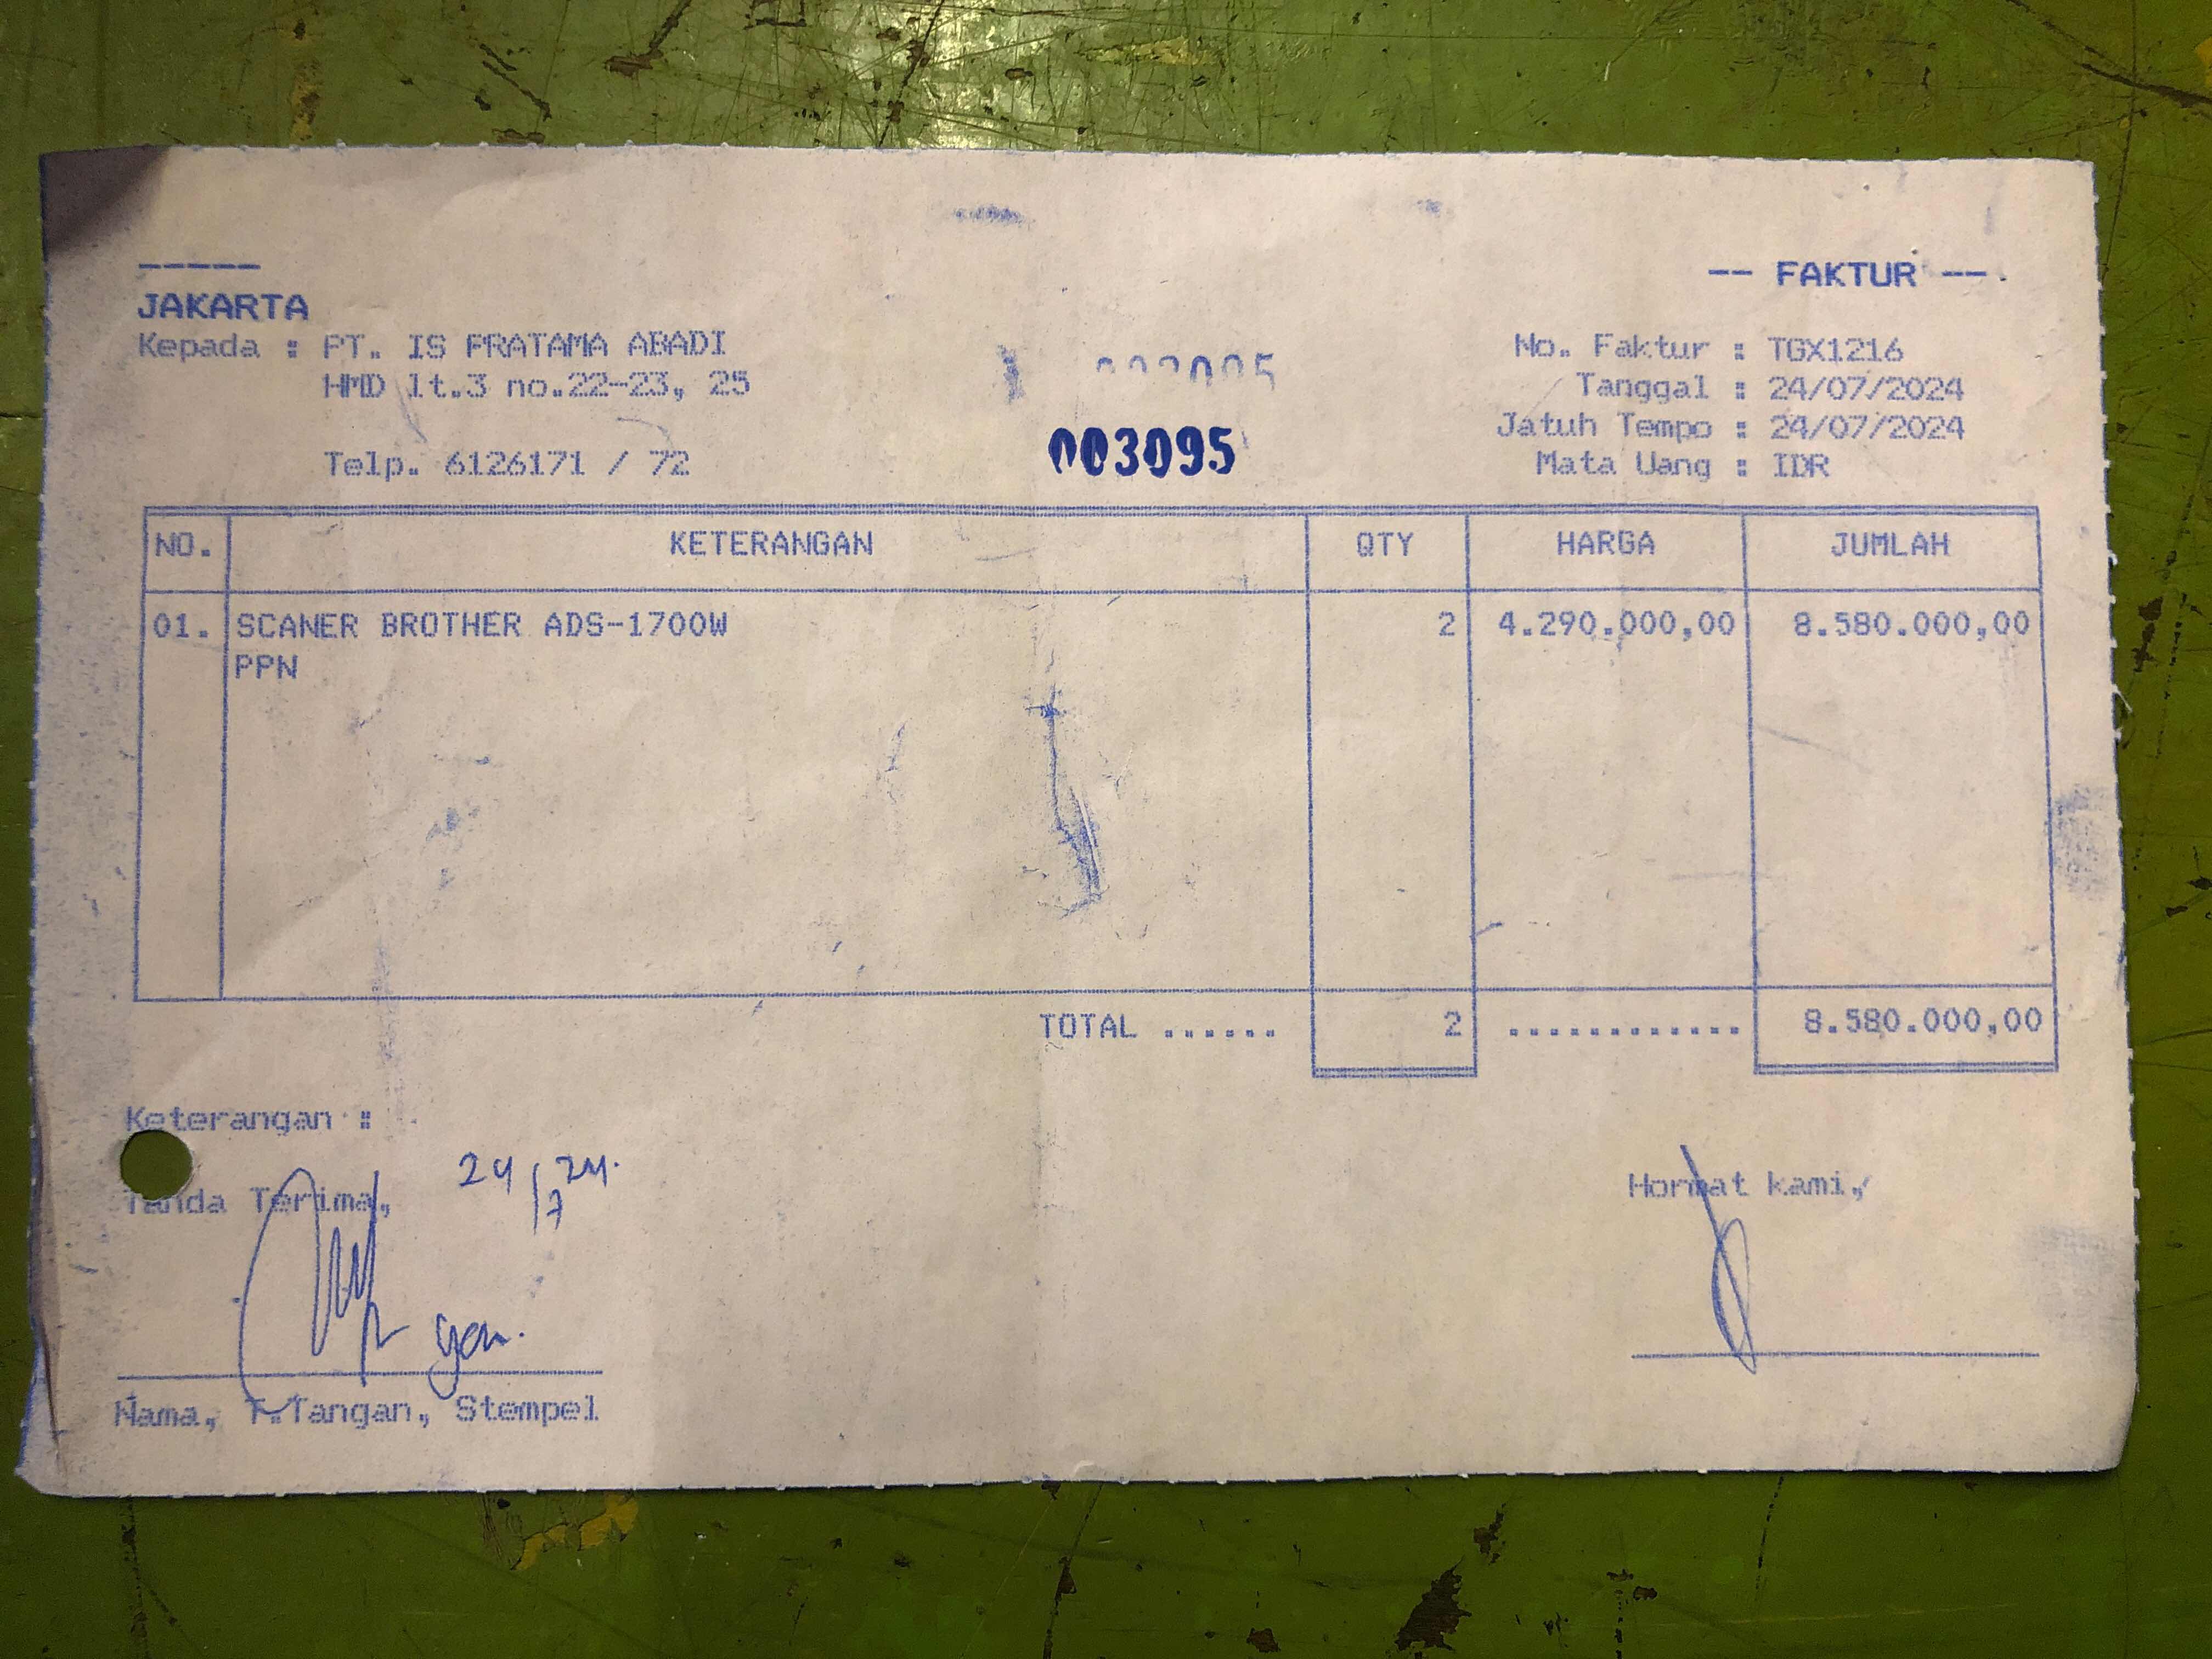 -----
JAKARTA
-- FAKTUR --
Kepada : PT. IS PRATAMA ABADI
HMD lt.3 no.22-23, 25
Telp. 6126171 / 72
003095
No. Faktur : TGX1216
Tanggal : 24/07/2024
Jatuh Tempo : 24/07/2024
Mata Uang : IDR
NO. KETERANGAN QTY HARGA JUMLAH
01. SCANER BROTHER ADS-1700W 2 4.290.000,00 8.580.000,00
PPN
TOTAL ...... 2 ............ 8.580.000,00
Keterangan :
24/7 24.
Tanda Terima,
Hormat kami,
Nama, T.Tangan, Stempel